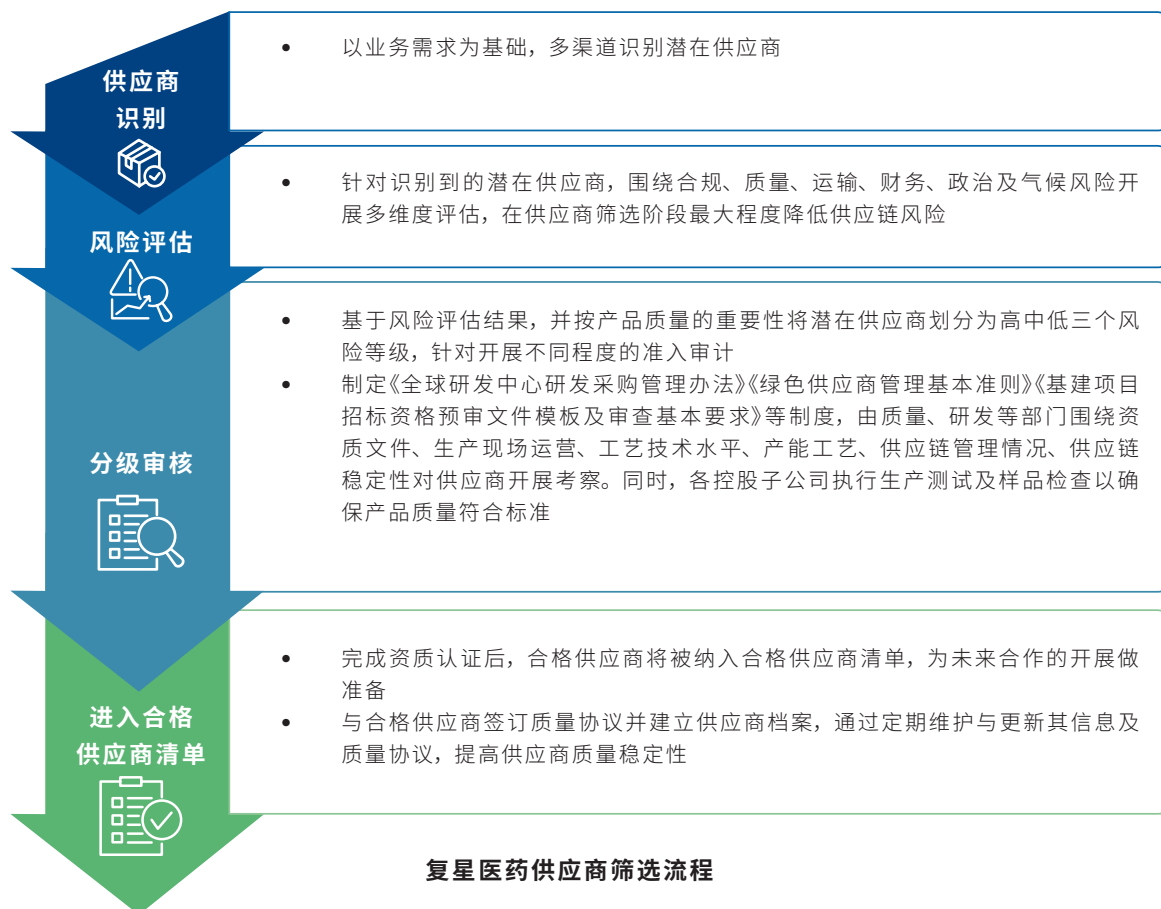 供应商
识别
• 以业务需求为基础，多渠道识别潜在供应商
风险评估
• 针对识别到的潜在供应商，围绕合规、质量、运输、财务、政治及气候风险开
展多维度评估，在供应商筛选阶段最大程度降低供应链风险
分级审核
• 基于风险评估结果，并按产品质量的重要性将潜在供应商划分为高中低三个风
险等级，针对开展不同程度的准入审计
• 制定《全球研发中心研发采购管理办法》《绿色供应商管理基本准则》《基建项目
招标资格预审文件模板及审查基本要求》等制度，由质量、研发等部门围绕资
质文件、生产现场运营、工艺技术水平、产能工艺、供应链管理情况、供应链
稳定性对供应商开展考察。同时，各控股子公司执行生产测试及样品检查以确
保产品质量符合标准
进入合格
供应商清单
• 完成资质认证后，合格供应商将被纳入合格供应商清单，为未来合作的开展做
准备
• 与合格供应商签订质量协议并建立供应商档案，通过定期维护与更新其信息及
质量协议，提高供应商质量稳定性
复星医药供应商筛选流程